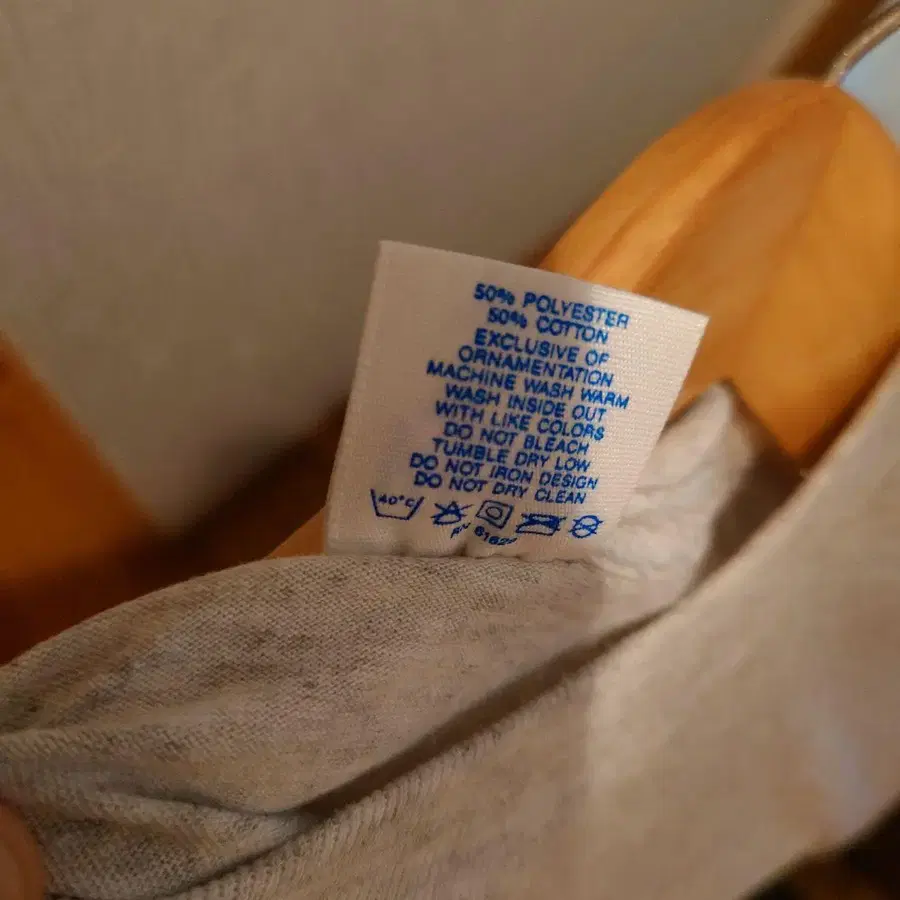 50% POLYESTER
50% COTTON
EXCLUSIVE OF
ORNAMENTATION
MACHINE WASH WARM
WASH INSIDE OUT
WITH LIKE COLORS
DO NOT BLEACH
TUMBLE DRY LOW
DO NOT IRON DESIGN
DO NOT DRY CLEAN
40°C